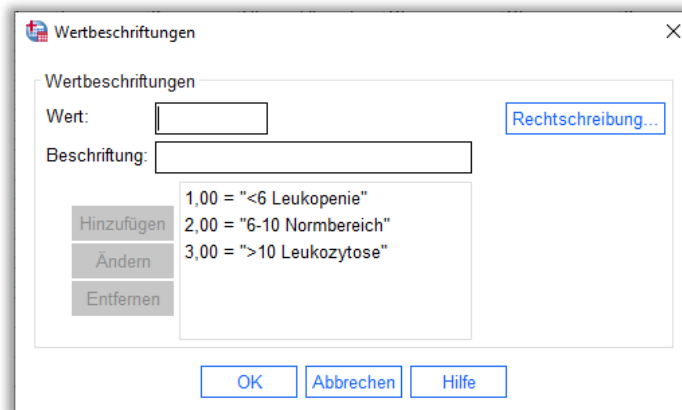 Wertbeschriftungen
Wertbeschriftungen
Wert:
Rechtschreibung...
Beschriftung:
1,00 = "<6 Leukopenie"
Hinzufügen
2,00 = "6-10 Normbereich"
Ändern
3,00 = ">10 Leukozytose"
Entfernen
OK Abbrechen Hilfe